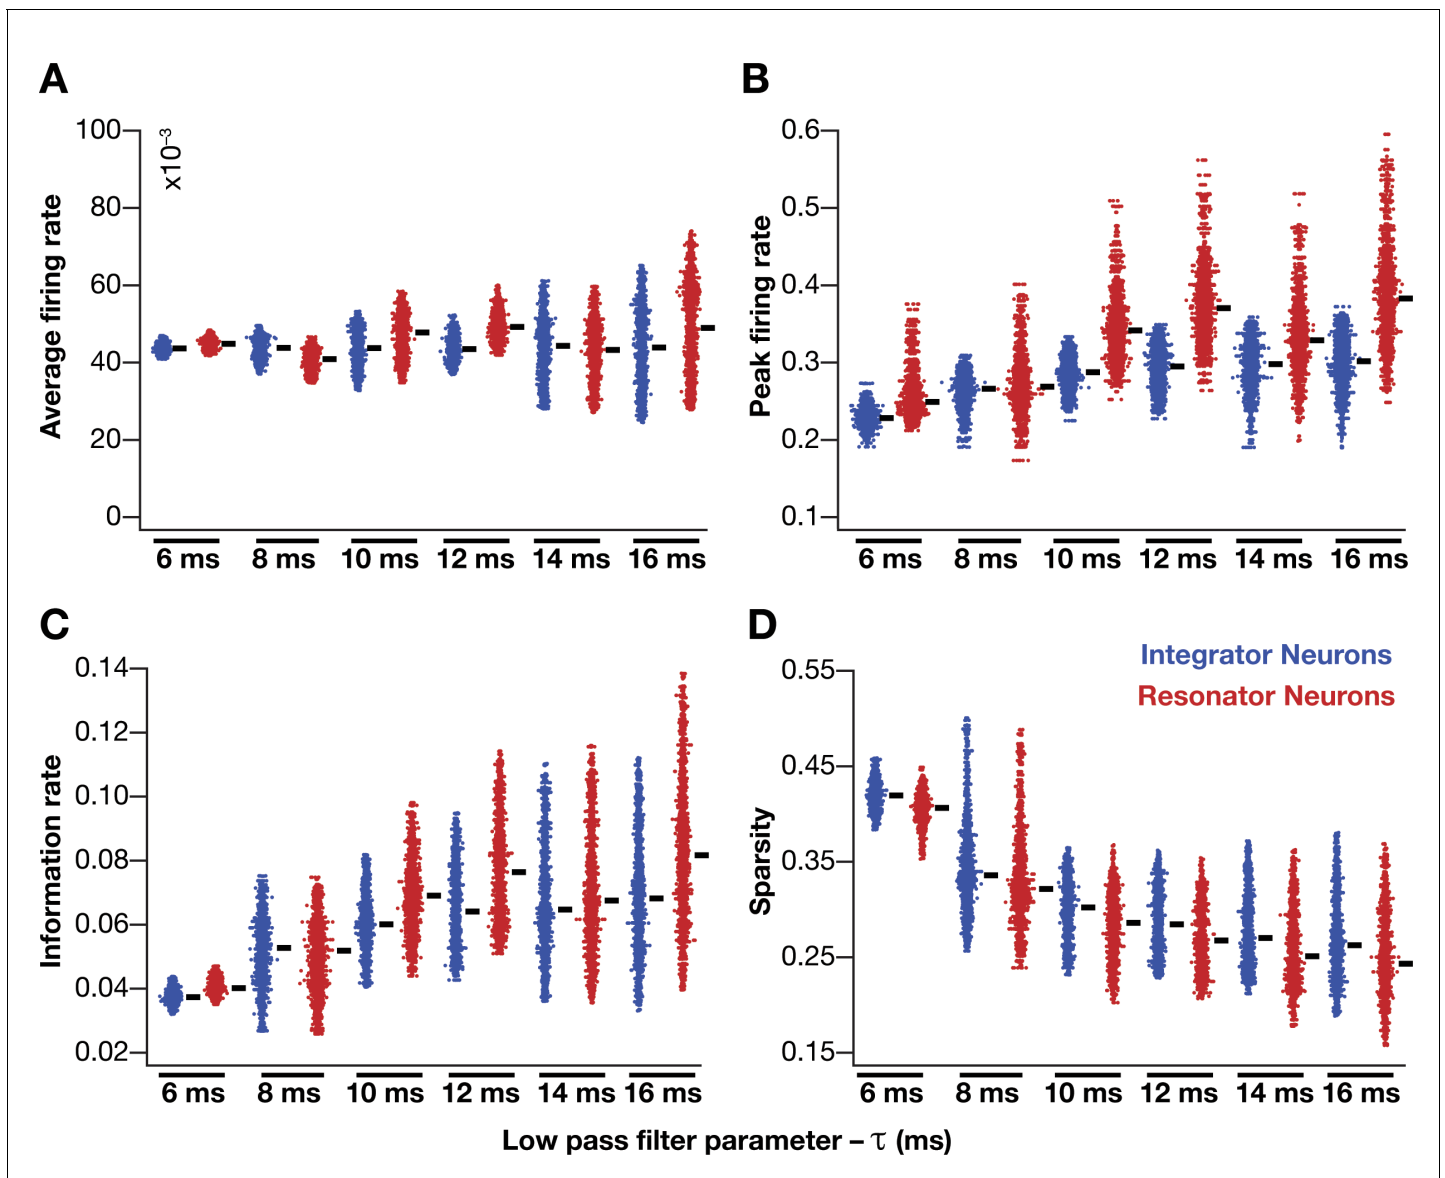 A
Average firing rate
×10⁻³
100
80
60
40
20
0
6 ms 8 ms 10 ms 12 ms 14 ms 16 ms
B
Peak firing rate
0.6
0.5
0.4
0.3
0.2
0.1
6 ms 8 ms 10 ms 12 ms 14 ms 16 ms
C
Information rate
0.14
0.12
0.10
0.08
0.06
0.04
0.02
6 ms 8 ms 10 ms 12 ms 14 ms 16 ms
D
Integrator Neurons
Resonator Neurons
Sparsity
0.55
0.45
0.35
0.25
0.15
6 ms 8 ms 10 ms 12 ms 14 ms 16 ms
Low pass filter parameter – τ (ms)